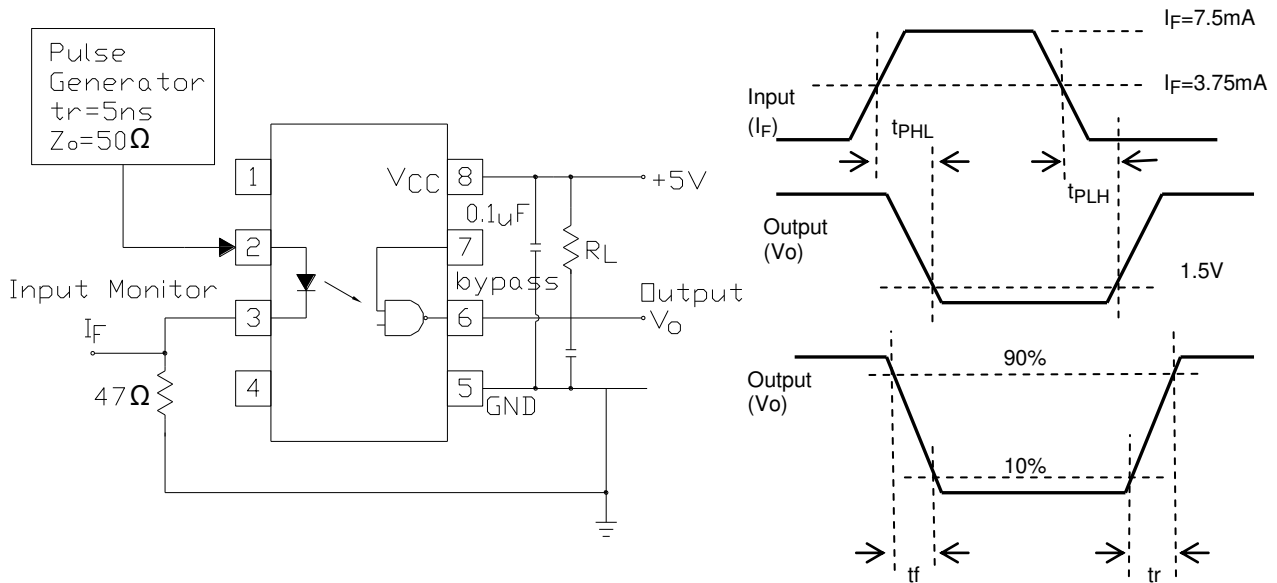 Pulse
Generator
tr=5ns
Zo=50Ω
1
2
3
4
VCC
8
7
6
5
GND
0.1uF
bypass
RL
+5V
Output
Vo
Input Monitor
IF
47Ω
IF=7.5mA
IF=3.75mA
Input
(IF)
tPHL
tPLH
Output
(Vo)
1.5V
Output
(Vo)
90%
10%
tf
tr